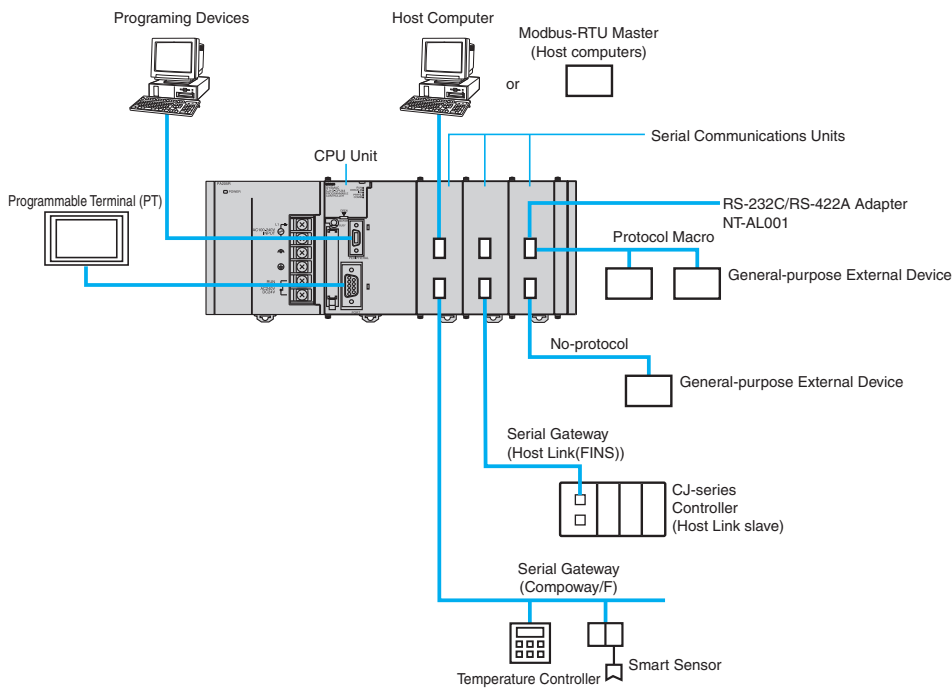 Programing Devices
Host Computer
Modbus-RTU Master
(Host computers)
or
Serial Communications Units
CPU Unit
Programmable Terminal (PT)
POWER
RS-232C/RS-422A Adapter
NT-AL001
Protocol Macro
General-purpose External Device
No-protocol
General-purpose External Device
Serial Gateway
(Host Link(FINS))
CJ-series
Controller
(Host Link slave)
Serial Gateway
(Compoway/F)
Temperature Controller
Smart Sensor